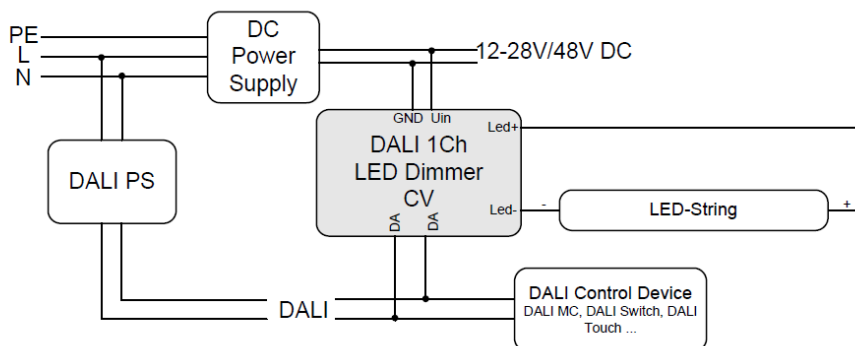 PE
L
N
DC
Power
Supply
12-28V/48V DC
GND Uin
DALI 1Ch
LED Dimmer
CV
Led+
Led-
DA
DA
-
LED-String
+
DALI PS
DALI
DALI Control Device
DALI MC, DALI Switch, DALI
Touch ...